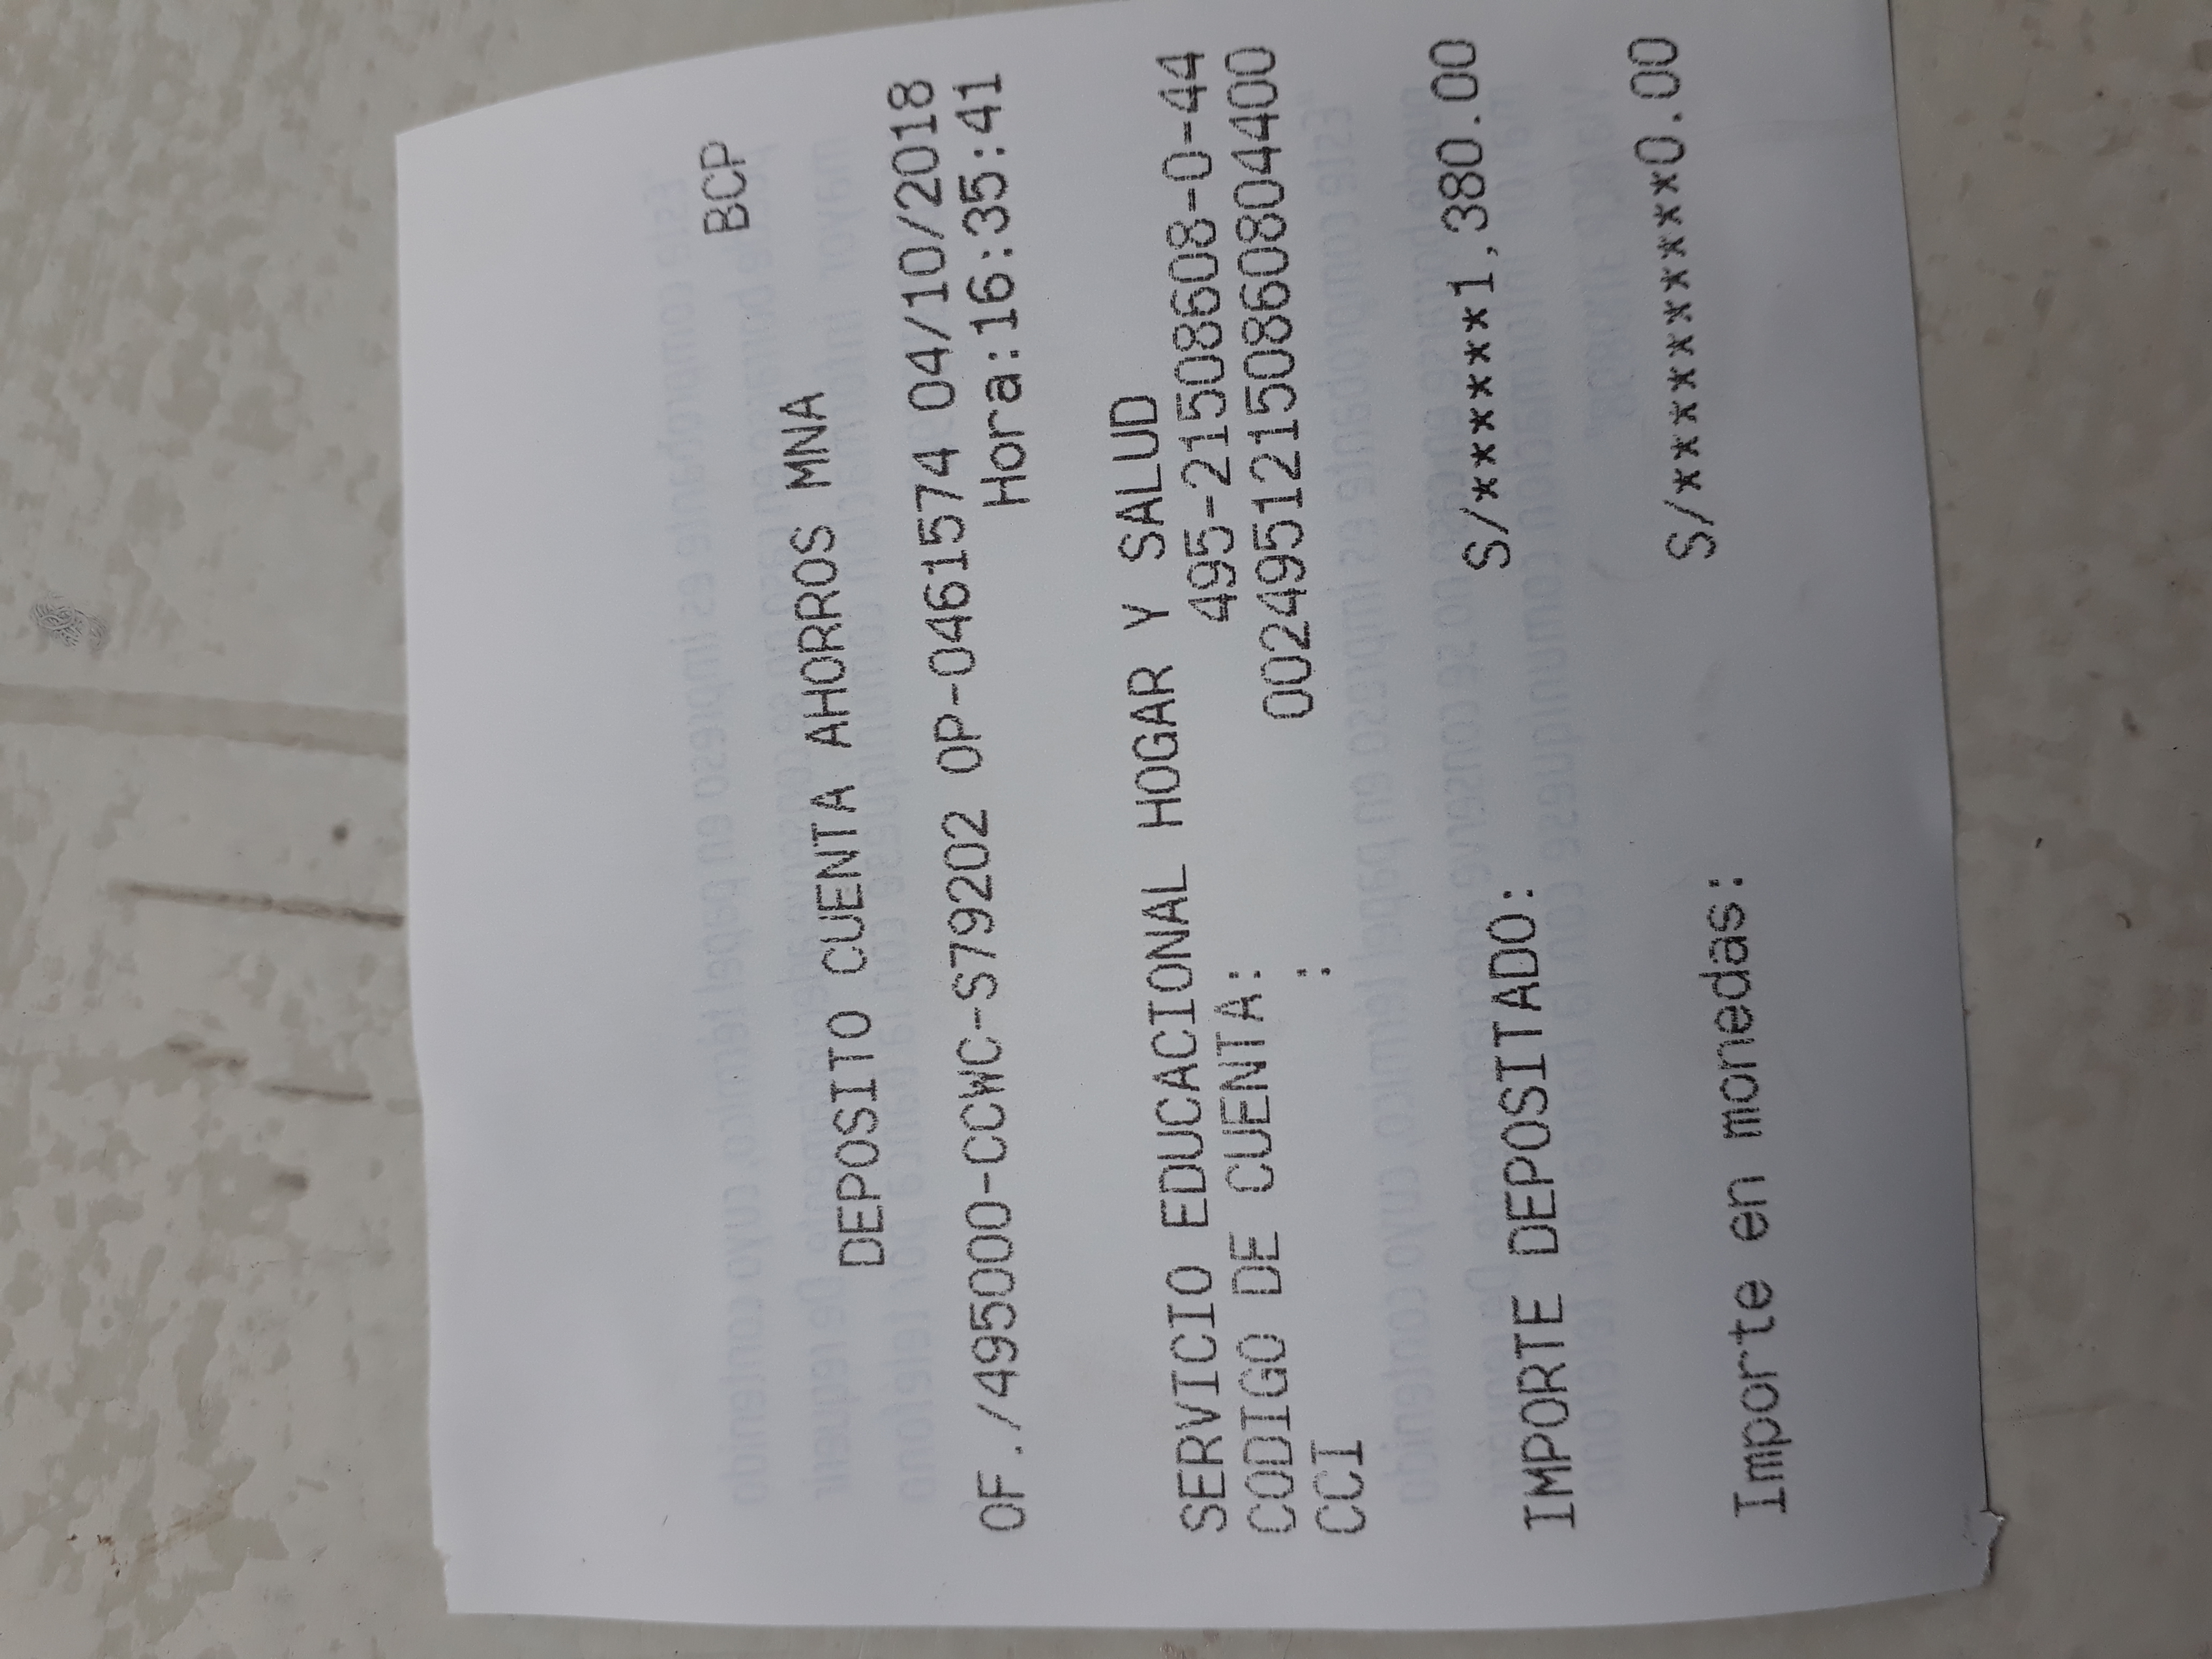 BCP
DEPOSITO CUENTA AHORROS MNA
OF./495000-CCWC-S79202 OP-0461574 04/10/2018
Hora:16:35:41
SERVICIO EDUCACIONAL HOGAR Y SALUD
CODIGO DE CUENTA: 495-21508608-0-44
CCI : 00249512150860804400
IMPORTE DEPOSITADO: S/******1,380.00
Importe en monedas: S/**********0.00